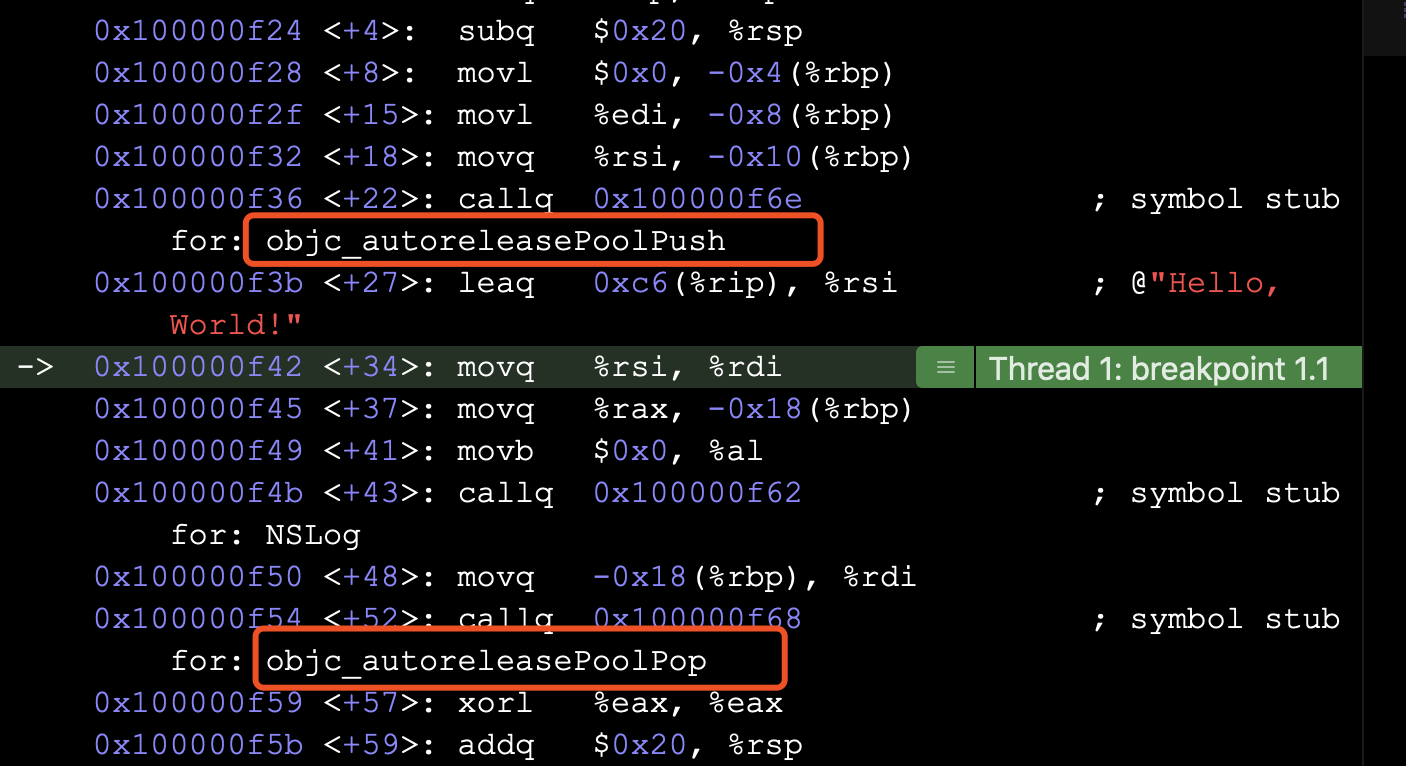 0x100000f24 <+4>: subq $0x20, %rsp
0x100000f28 <+8>: movl $0x0, -0x4(%rbp)
0x100000f2f <+15>: movl %edi, -0x8(%rbp)
0x100000f32 <+18>: movq %rsi, -0x10(%rbp)
0x100000f36 <+22>: callq 0x100000f6e ; symbol stub
for: objc_autoreleasePoolPush
0x100000f3b <+27>: leaq 0xc6(%rip), %rsi ; @"Hello,
World!"
-> 0x100000f42 <+34>: movq %rsi, %rdi Thread 1: breakpoint 1.1
0x100000f45 <+37>: movq %rax, -0x18(%rbp)
0x100000f49 <+41>: movb $0x0, %al
0x100000f4b <+43>: callq 0x100000f62 ; symbol stub
for: NSLog
0x100000f50 <+48>: movq -0x18(%rbp), %rdi
0x100000f54 <+52>: callq 0x100000f68 ; symbol stub
for: objc_autoreleasePoolPop
0x100000f59 <+57>: xorl %eax, %eax
0x100000f5b <+59>: addq $0x20, %rsp